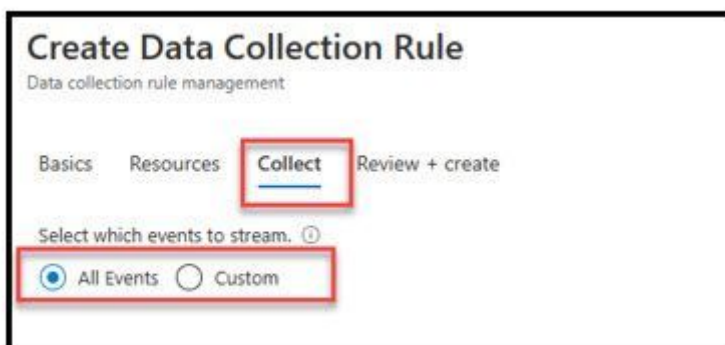 Create Data Collection Rule
Data collection rule management
Basics Resources Collect Review + create
Select which events to stream.
All Events Custom